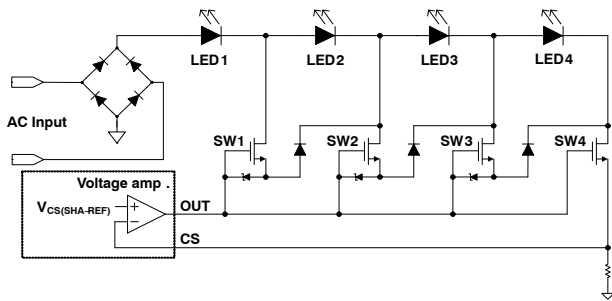 LED1
LED2
LED3
LED4
AC Input
SW1
SW2
SW3
SW4
Voltage amp .
VCS(SHA-REF)
+
−
OUT
CS